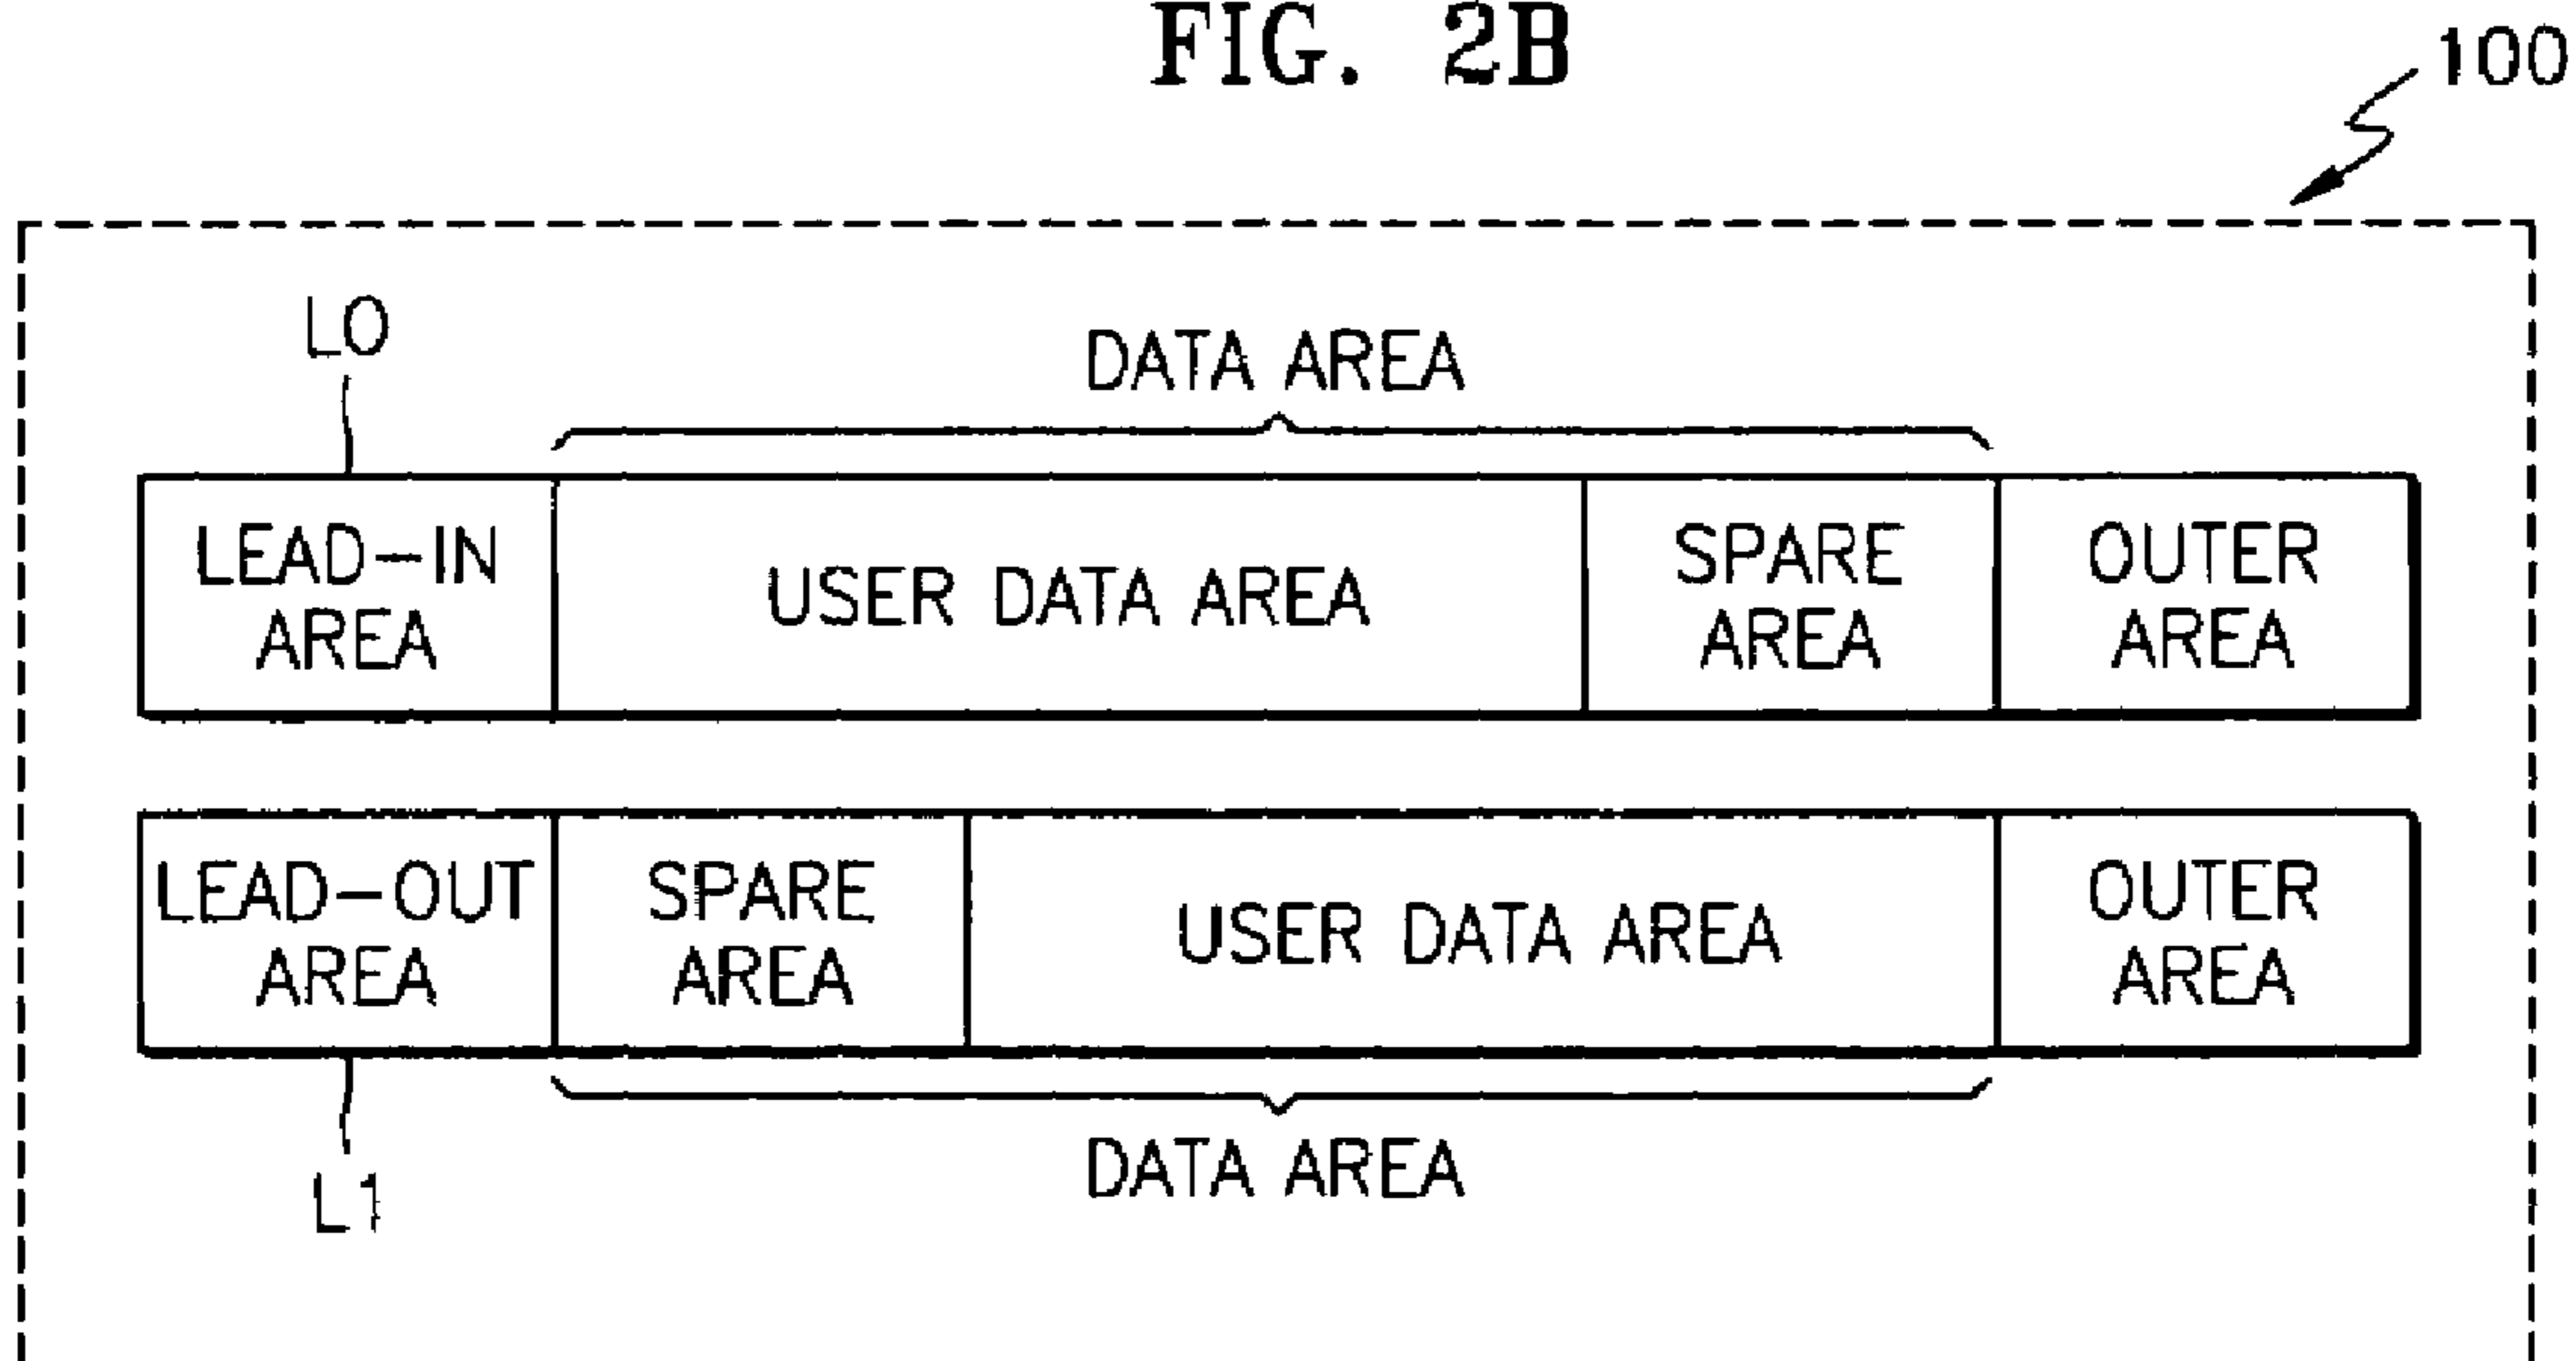 FIG. 2B
100
L0
DATA AREA
LEAD-IN
AREA
USER DATA AREA
SPARE
AREA
OUTER
AREA
LEAD-OUT
AREA
SPARE
AREA
USER DATA AREA
OUTER
AREA
DATA AREA
L1